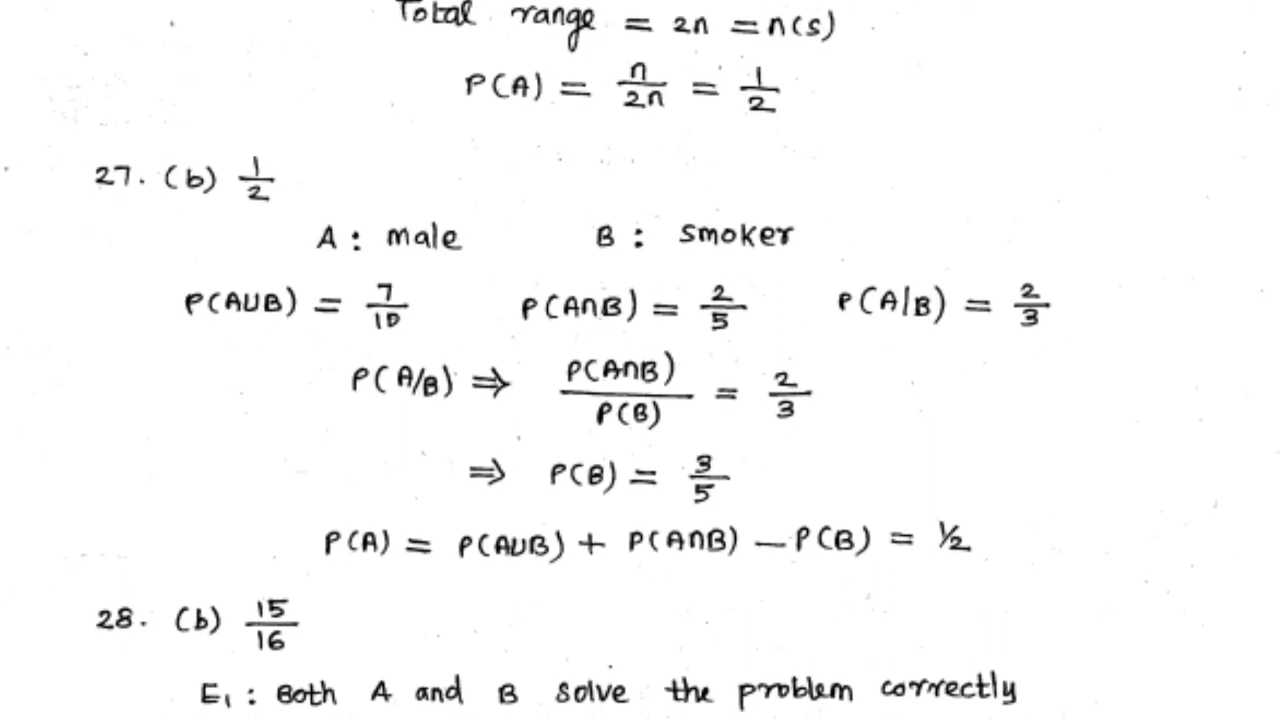 Total range = 2n = n(s)
P(A) = n/2n = 1/2
27. (b) 1/2
A : male B : smoker
P(A∪B) = 7/10 P(A∩B) = 2/5 P(A|B) = 2/3
P(A/B) ⇒ P(A∩B)/P(B) = 2/3
⇒ P(B) = 3/5
P(A) = P(A∪B) + P(A∩B) — P(B) = 1/2
28. (b) 15/16
E₁ : Both A and B solve the problem correctly